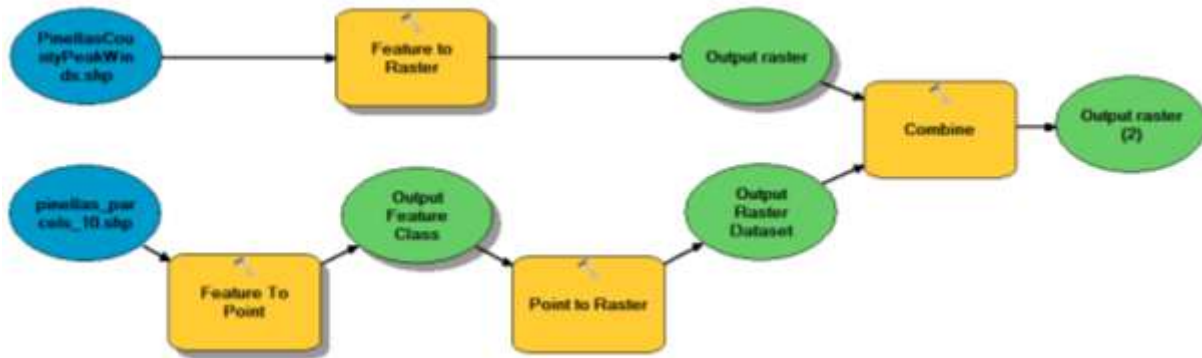 PinellasCou
ntyPeakWin
ds.shp
Feature to
Raster
Output raster
Combine
Output raster
(2)
pinellas_par
cels_10.shp
Output
Feature
Class
Output
Raster
Dataset
Feature To
Point
Point to Raster